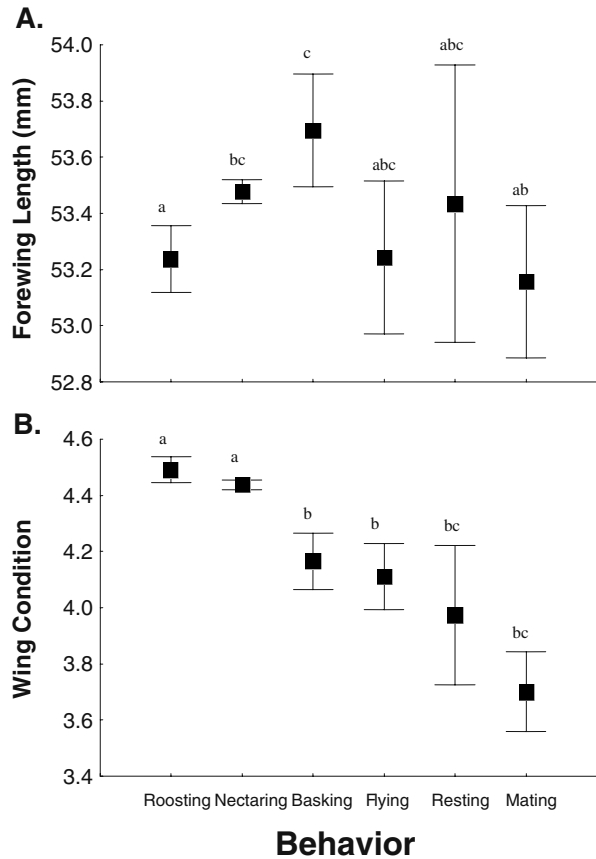 A.
Forewing Length (mm)
54.0
53.8
53.6
53.4
53.2
53.0
52.8
a
bc
c
abc
abc
ab
B.
Wing Condition
4.6
4.4
4.2
4.0
3.8
3.6
3.4
a
a
b
b
bc
bc
Roosting Nectaring Basking Flying Resting Mating
Behavior